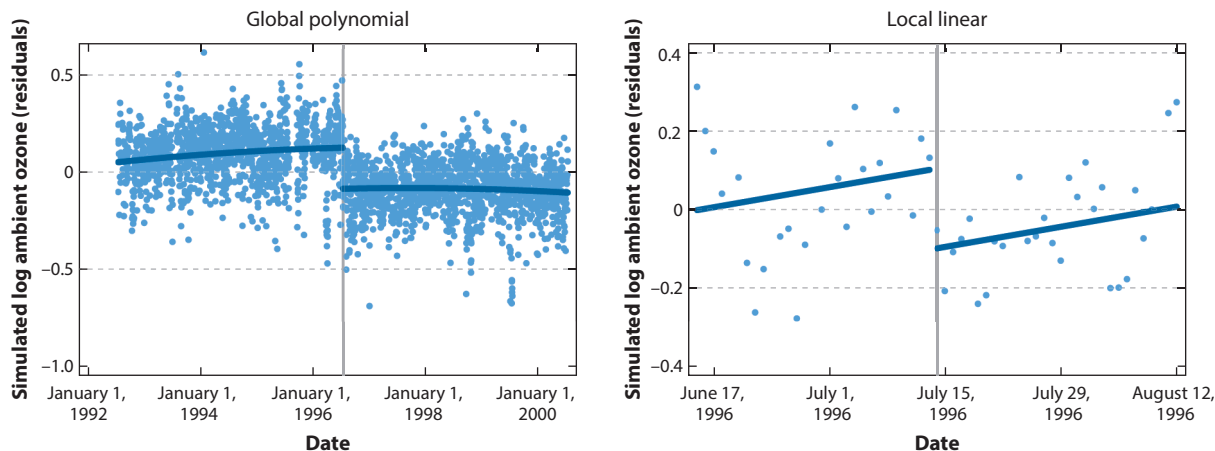 Global polynomial
Simulated log ambient ozone (residuals)
0.5
0
–0.5
–1.0
January 1,
1992
January 1,
1994
January 1,
1996
January 1,
1998
January 1,
2000
Date
Local linear
Simulated log ambient ozone (residuals)
0.4
0.2
0
–0.2
–0.4
June 17,
1996
July 1,
1996
July 15,
1996
July 29,
1996
August 12,
1996
Date